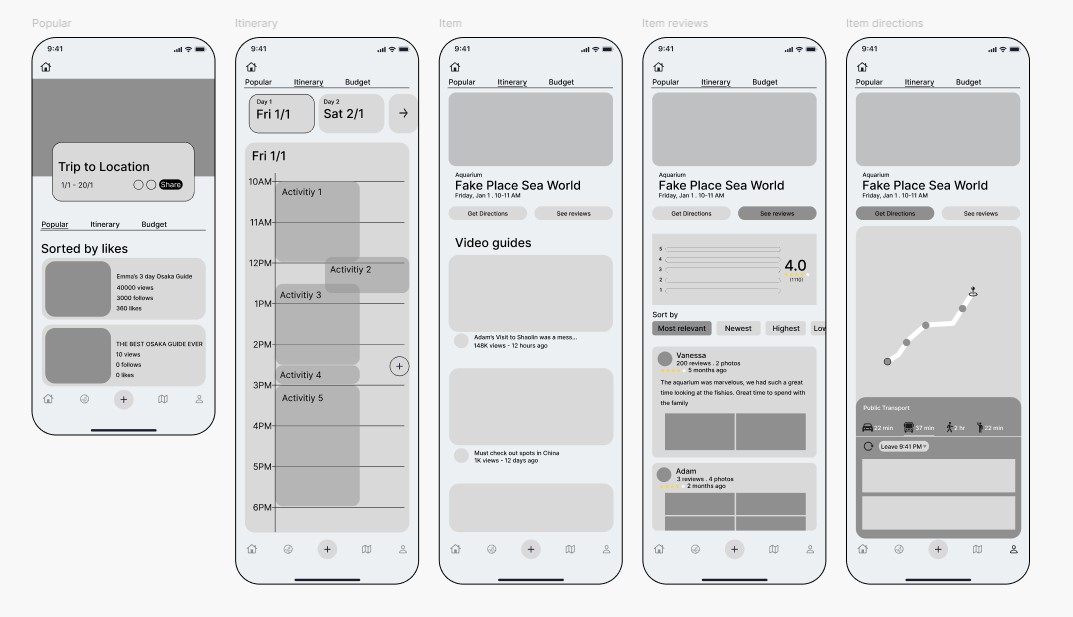 Popular
9:41
Trip to Location
1/1 - 20/1
Share
Popular Itinerary Budget
Sorted by likes
Emma's 3 day Osaka Guide
40000 views
3000 follows
360 likes
THE BEST OSAKA GUIDE EVER
10 views
0 follows
0 likes
+
Itinerary
9:41
Popular Itinerary Budget
Day 1
Fri 1/1
Day 2
Sat 2/1
→
Fri 1/1
10AM
Activitiy 1
11AM
12PM
Activitiy 2
Activitiy 3
1PM
2PM
+
Activitiy 4
3PM
Activitiy 5
4PM
5PM
6PM
+
Item
9:41
Popular Itinerary Budget
Aquarium
Fake Place Sea World
Friday, Jan 1 . 10-11 AM
Get Directions See reviews
Video guides
Adam's Visit to Shaolin was a mess...
148K views - 12 hours ago
Must check out spots in China
1K views - 12 days ago
+
Item reviews
9:41
Popular Itinerary Budget
Aquarium
Fake Place Sea World
Friday, Jan 1 . 10-11 AM
Get Directions See reviews
5
4
3
2
1
4.0
(1110)
Sort by
Most relevant Newest Highest Low
Vanessa
200 reviews . 2 photos
5 months ago
The aquarium was marvelous, we had such a great
time looking at the fishies. Great time to spend with
the family
Adam
3 reviews . 4 photos
2 months ago
+
Item directions
9:41
Popular Itinerary Budget
Aquarium
Fake Place Sea World
Friday, Jan 1 . 10-11 AM
Get Directions See reviews
Public Transport
22 min 37 min 2 hr 22 min
Leave 9:41 PM
+